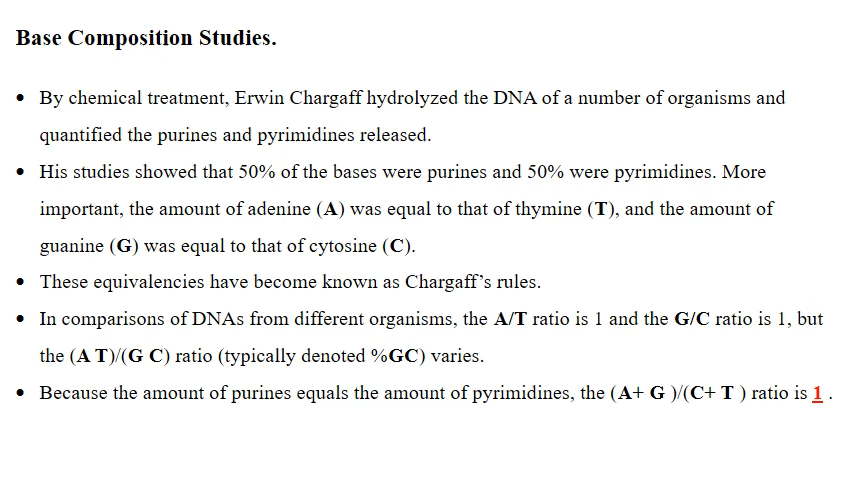 Base Composition Studies.
• By chemical treatment, Erwin Chargaff hydrolyzed the DNA of a number of organisms and
quantified the purines and pyrimidines released.
• His studies showed that 50% of the bases were purines and 50% were pyrimidines. More
important, the amount of adenine (A) was equal to that of thymine (T), and the amount of
guanine (G) was equal to that of cytosine (C).
• These equivalencies have become known as Chargaff’s rules.
• In comparisons of DNAs from different organisms, the A/T ratio is 1 and the G/C ratio is 1, but
the (A T)/(G C) ratio (typically denoted %GC) varies.
• Because the amount of purines equals the amount of pyrimidines, the (A+ G )/(C+ T ) ratio is 1 .